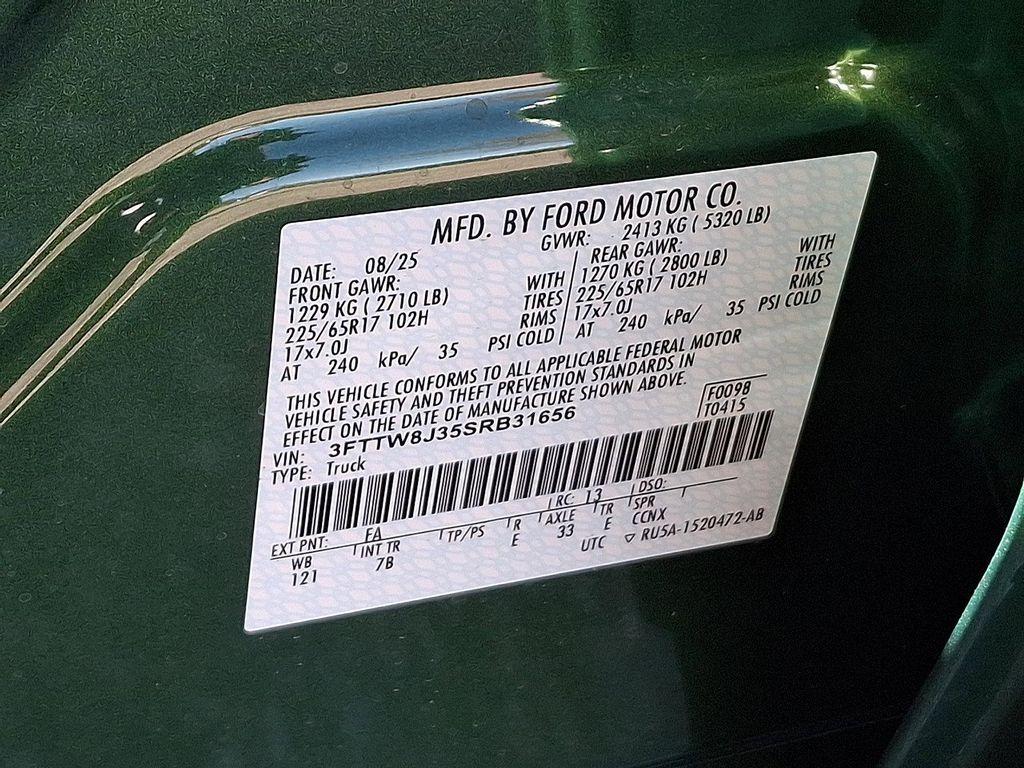 MFD. BY FORD MOTOR CO.
DATE: 08/25 GVWR: 2413 KG ( 5320 LB)
FRONT GAWR: REAR GAWR:
1229 KG ( 2710 LB) WITH 1270 KG ( 2800 LB) WITH
225/65R17 102H TIRES 225/65R17 102H TIRES
17x7.0J RIMS 17x7.0J RIMS
AT 240 kPa/ 35 PSI COLD AT 240 kPa/ 35 PSI COLD
THIS VEHICLE CONFORMS TO ALL APPLICABLE FEDERAL MOTOR
VEHICLE SAFETY AND THEFT PREVENTION STANDARDS IN
EFFECT ON THE DATE OF MANUFACTURE SHOWN ABOVE.
VIN: 3FTTW8J35SRB31656 F0098
TYPE: Truck T0415
EXT PNT: FA RC: 13 DSO:
WB INT TR TP/PS R AXLE TR SPR
121 7B E 33 E CCNX
UTC ▽ RU5A-1520472-AB